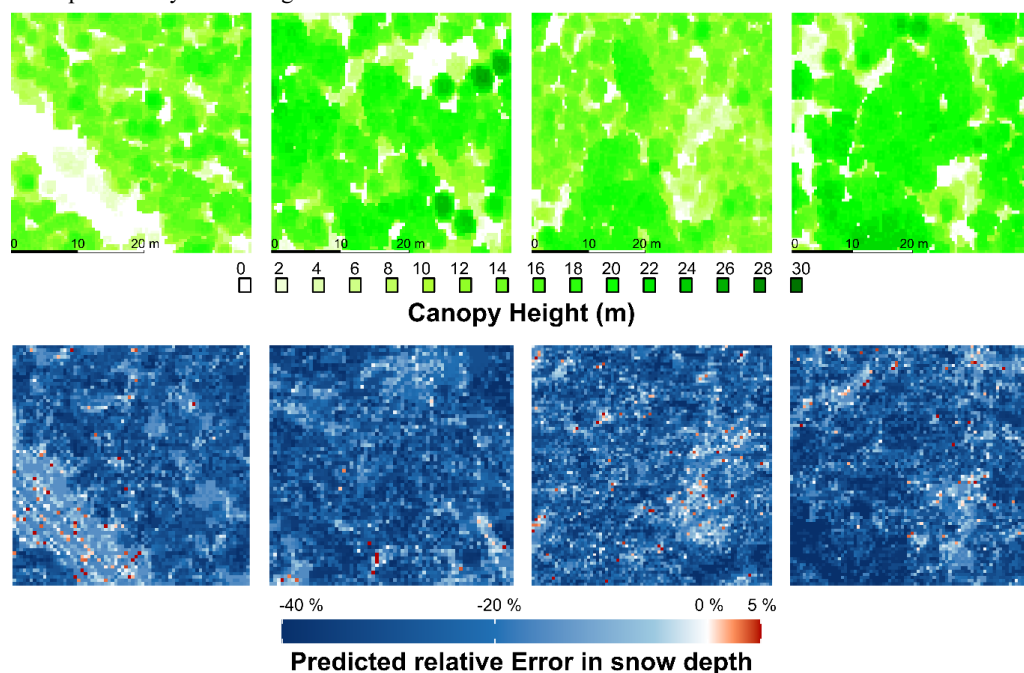 0 10 20 m 0 10 20 m 0 10 20 m 0 10 20 m
0 2 4 6 8 10 12 14 16 18 20 22 24 26 28 30
Canopy Height (m)
-40 % -20 % 0 % 5 %
Predicted relative Error in snow depth